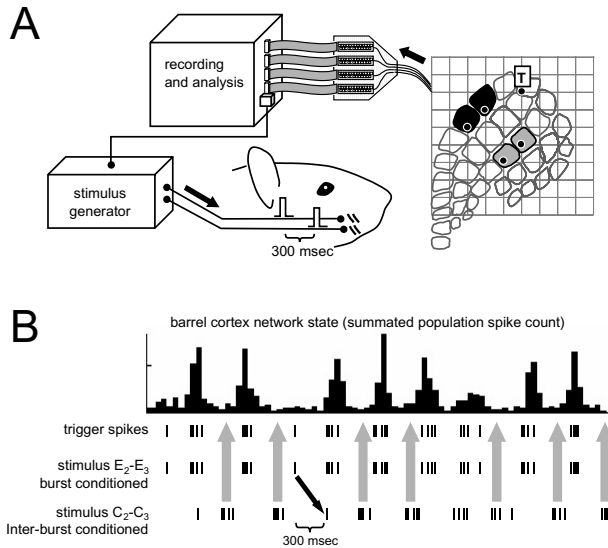 A
recording
and analysis
T
stimulus
generator
300 msec
B
barrel cortex network state (summated population spike count)
trigger spikes
stimulus E₂-E₃
burst conditioned
stimulus C₂-C₃
Inter-burst conditioned
300 msec